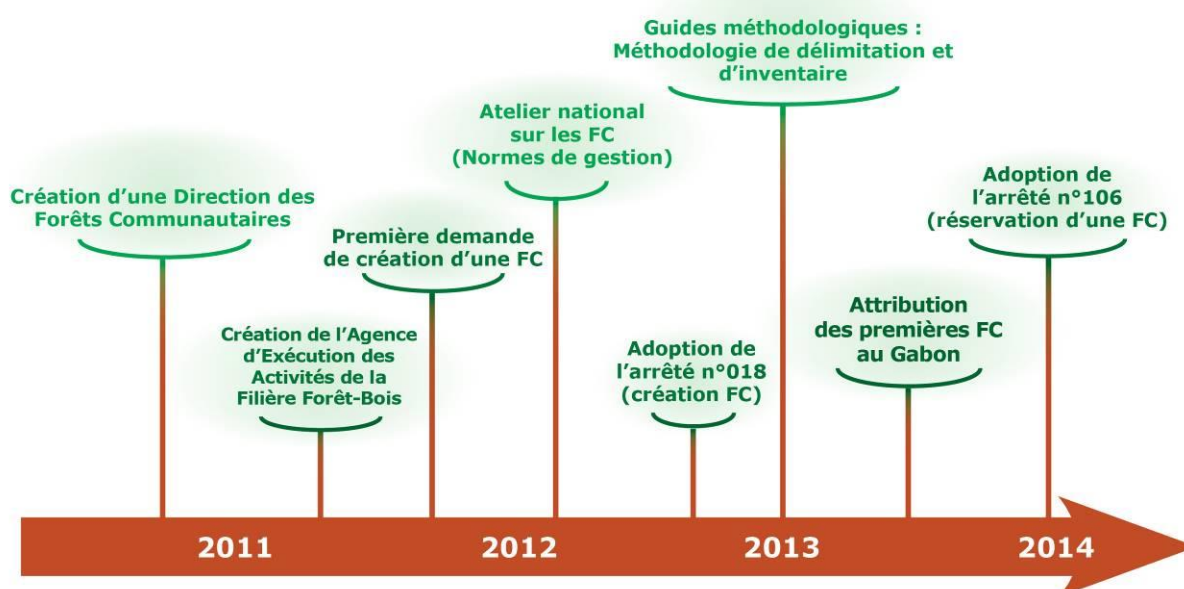 Création d'une Direction des
Forêts Communautaires
Création de l'Agence
d'Exécution des
Activités de la
Filière Forêt-Bois
Première demande
de création d'une FC
Atelier national
sur les FC
(Normes de gestion)
Adoption de
l'arrêté n°018
(création FC)
Guides méthodologiques :
Méthodologie de délimitation et
d'inventaire
Attribution
des premières FC
au Gabon
Adoption de
l'arrêté n°106
(réservation d'une FC)
2011
2012
2013
2014